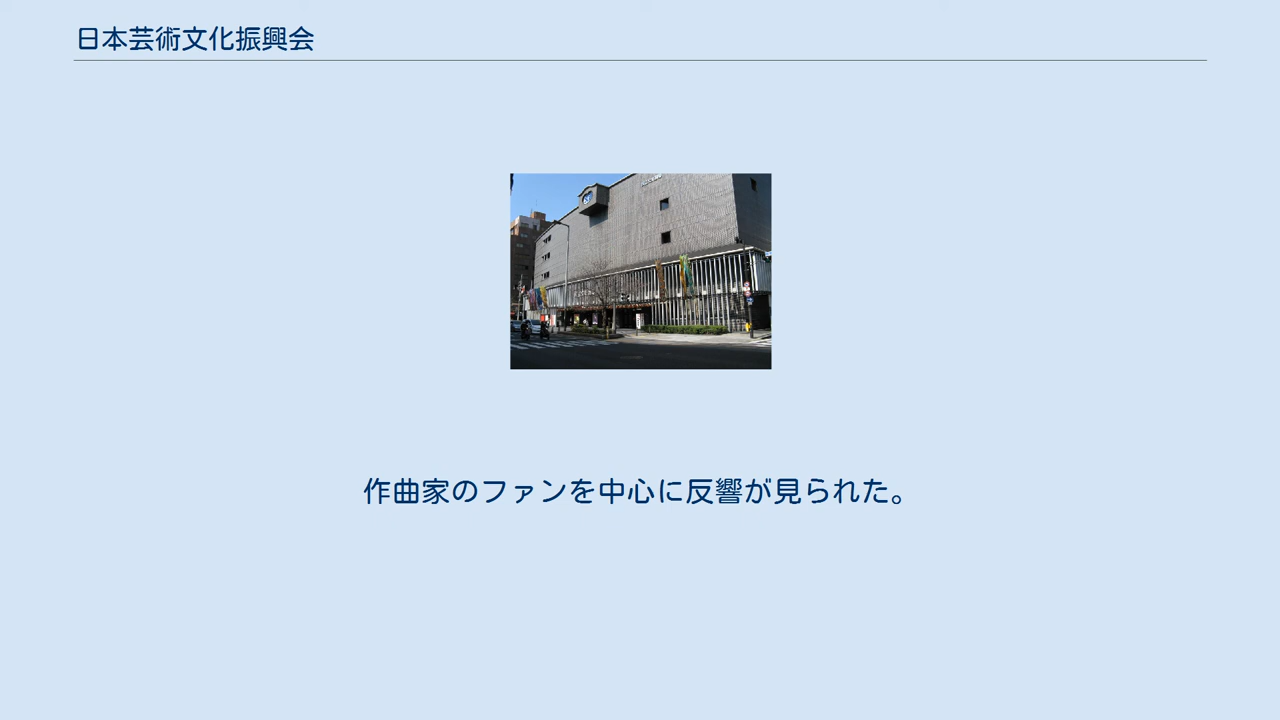 日本芸術文化振興会
作曲家のファンを中心に反響が見られた。